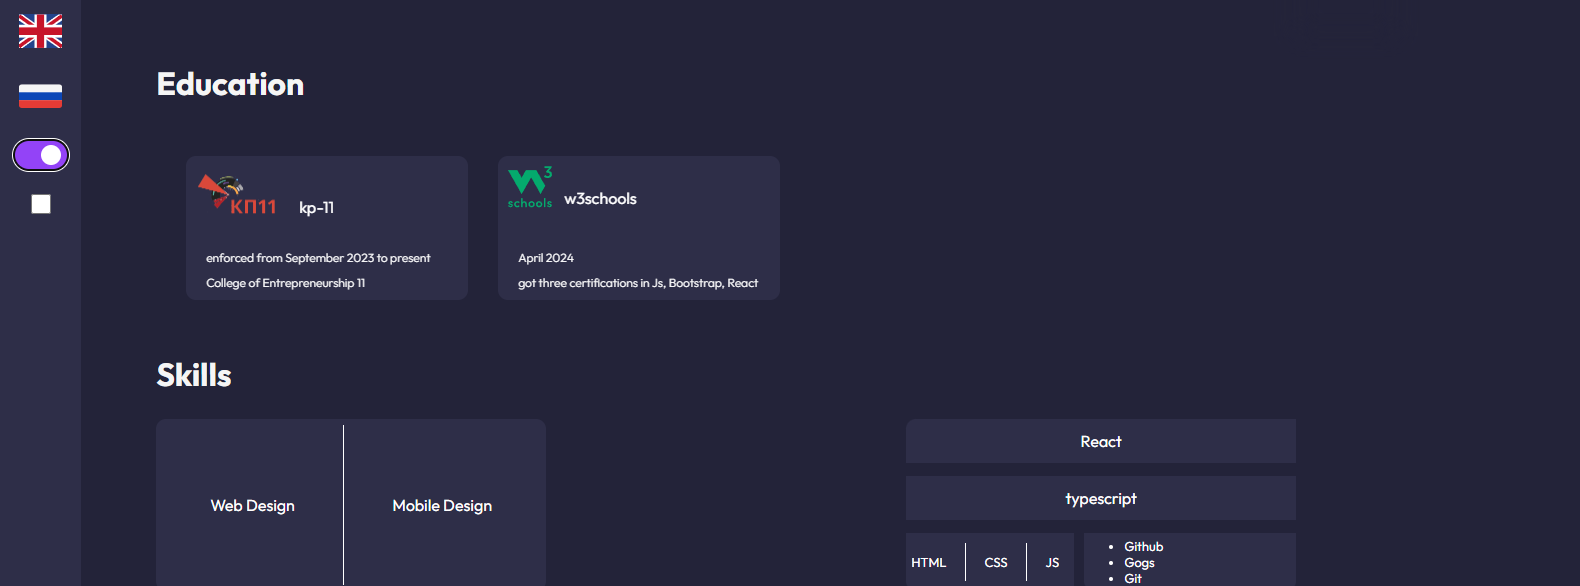 Education
КП11
kp-11
enforced from September 2023 to present
College of Entrepreneurship 11
3
schools
w3schools
April 2024
got three certifications in Js, Bootstrap, React
Skills
Web Design
Mobile Design
React
typescript
HTML
CSS
JS
Github
Gogs
Git